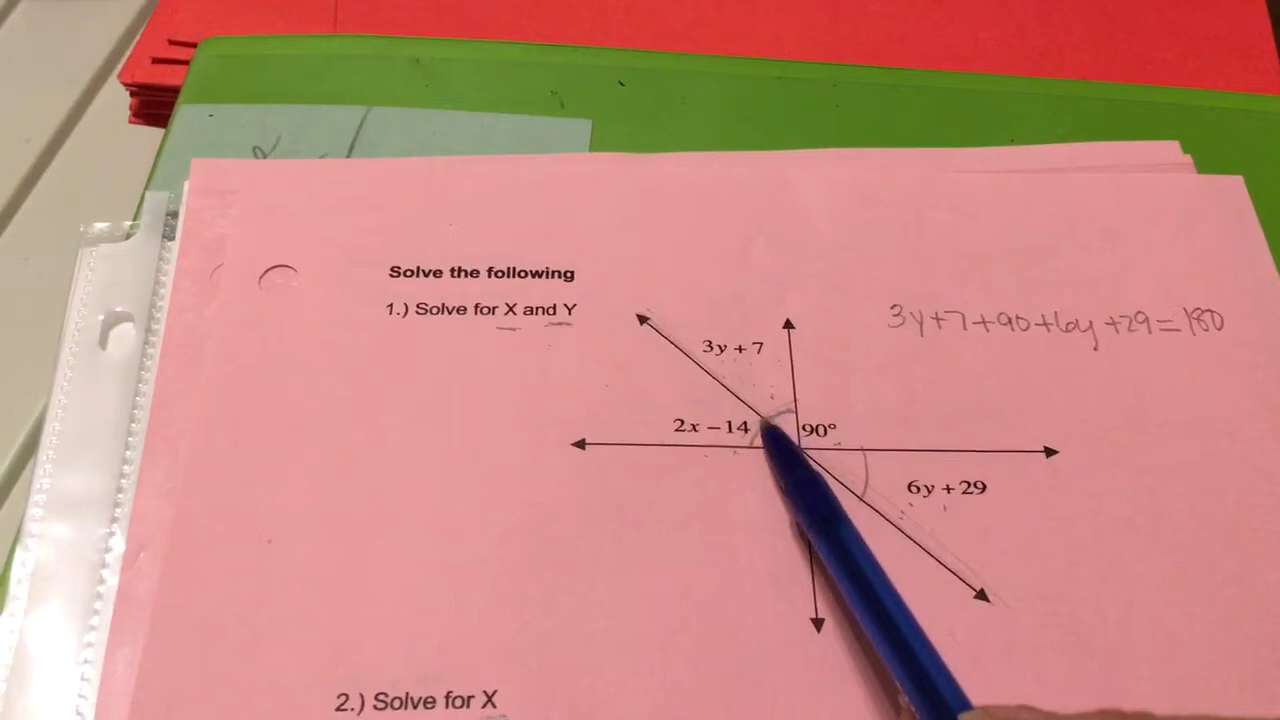 Solve the following
1.) Solve for X and Y
3y+7+90+6y+29=180
3y + 7
2x - 14
90°
6y + 29
2.) Solve for X